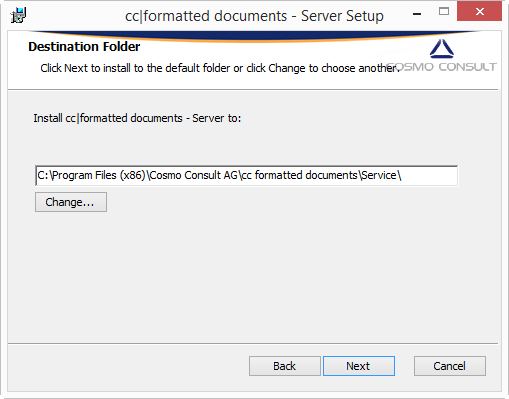 cc|formatted documents - Server Setup
Destination Folder
Click Next to install to the default folder or click Change to choose another.
COSMO CONSULT
Install cc|formatted documents - Server to:
C:\Program Files (x86)\Cosmo Consult AG\cc formatted documents\Service\
Change...
Back Next Cancel